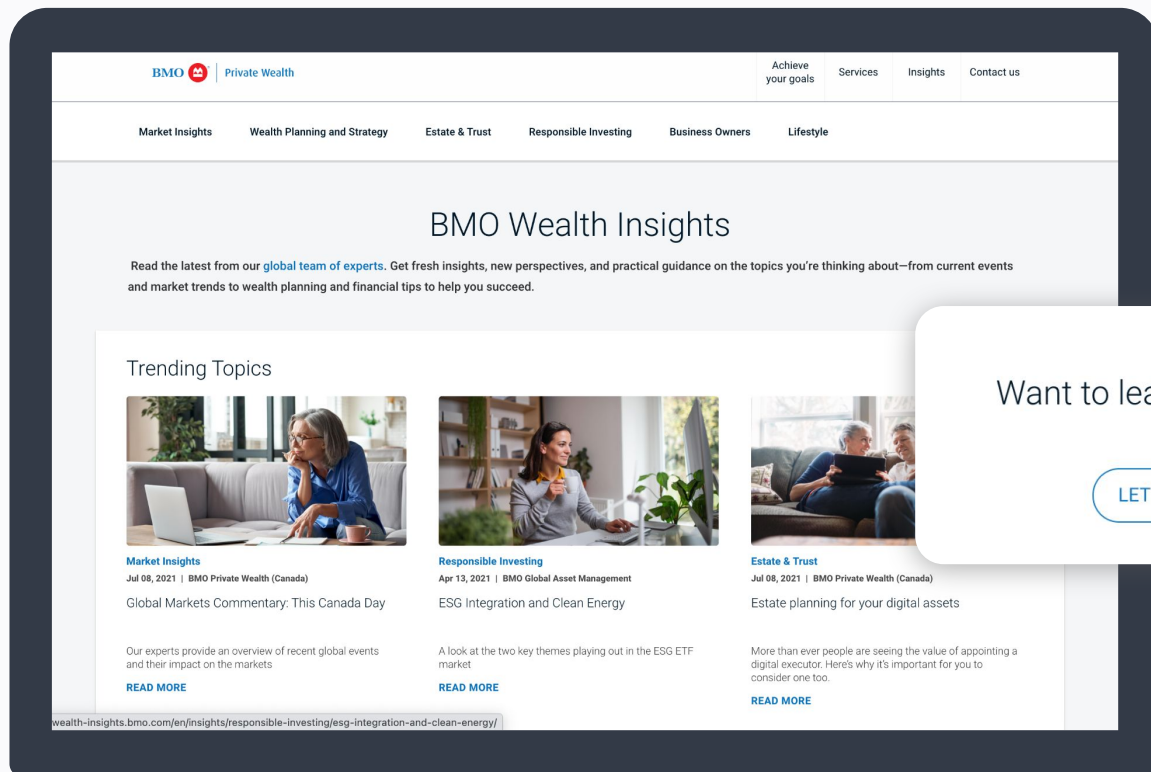 BMO Private Wealth
Achieve
your goals
Services
Insights
Contact us
Market Insights
Wealth Planning and Strategy
Estate & Trust
Responsible Investing
Business Owners
Lifestyle
BMO Wealth Insights
Read the latest from our global team of experts. Get fresh insights, new perspectives, and practical guidance on the topics you're thinking about—from current events
and market trends to wealth planning and financial tips to help you succeed.
Trending Topics
Market Insights
Jul 08, 2021 | BMO Private Wealth (Canada)
Global Markets Commentary: This Canada Day
Our experts provide an overview of recent global events
and their impact on the markets
READ MORE
Responsible Investing
Apr 13, 2021 | BMO Global Asset Management
ESG Integration and Clean Energy
A look at the two key themes playing out in the ESG ETF
market
READ MORE
Estate & Trust
Jul 08, 2021 | BMO Private Wealth (Canada)
Estate planning for your digital assets
More than ever people are seeing the value of appointing a
digital executor. Here's why it's important for you to
consider one too.
READ MORE
Want to lea
LET
wealth-insights.bmo.com/en/insights/responsible-investing/esg-integration-and-clean-energy/